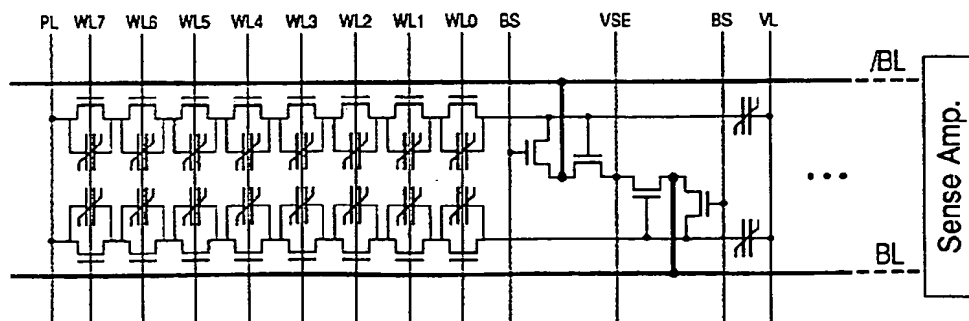 PL WL7 WL6 WL5 WL4 WL3 WL2 WL1 WL0 BS VSE BS VL
/BL
BL
Sense Amp.